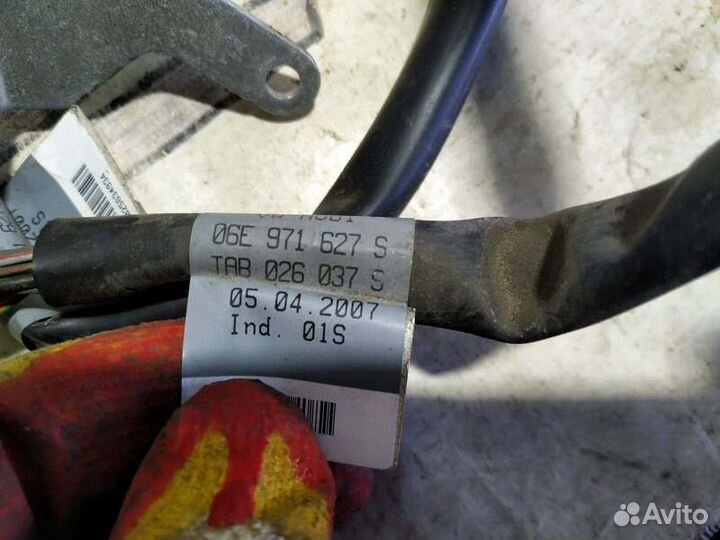 06E 971 627 S
TAB 026 037 S
05.04.2007
Ind. 01S
Avito